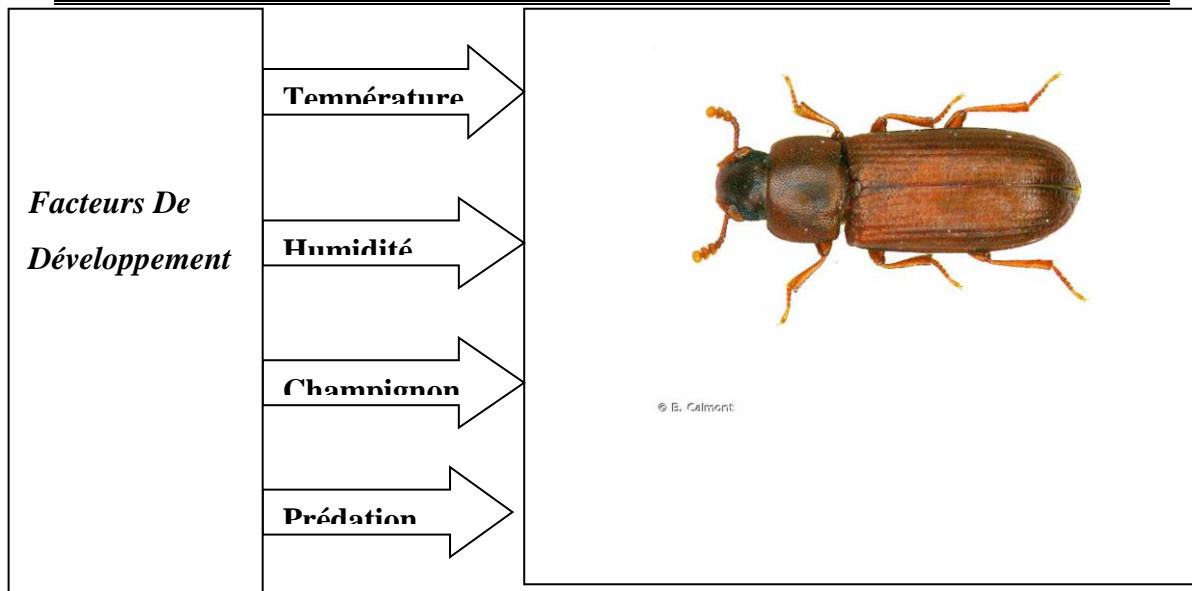 Facteurs De
Développement
Température
Humidité
Champignon
Prédation
© B. Calmont